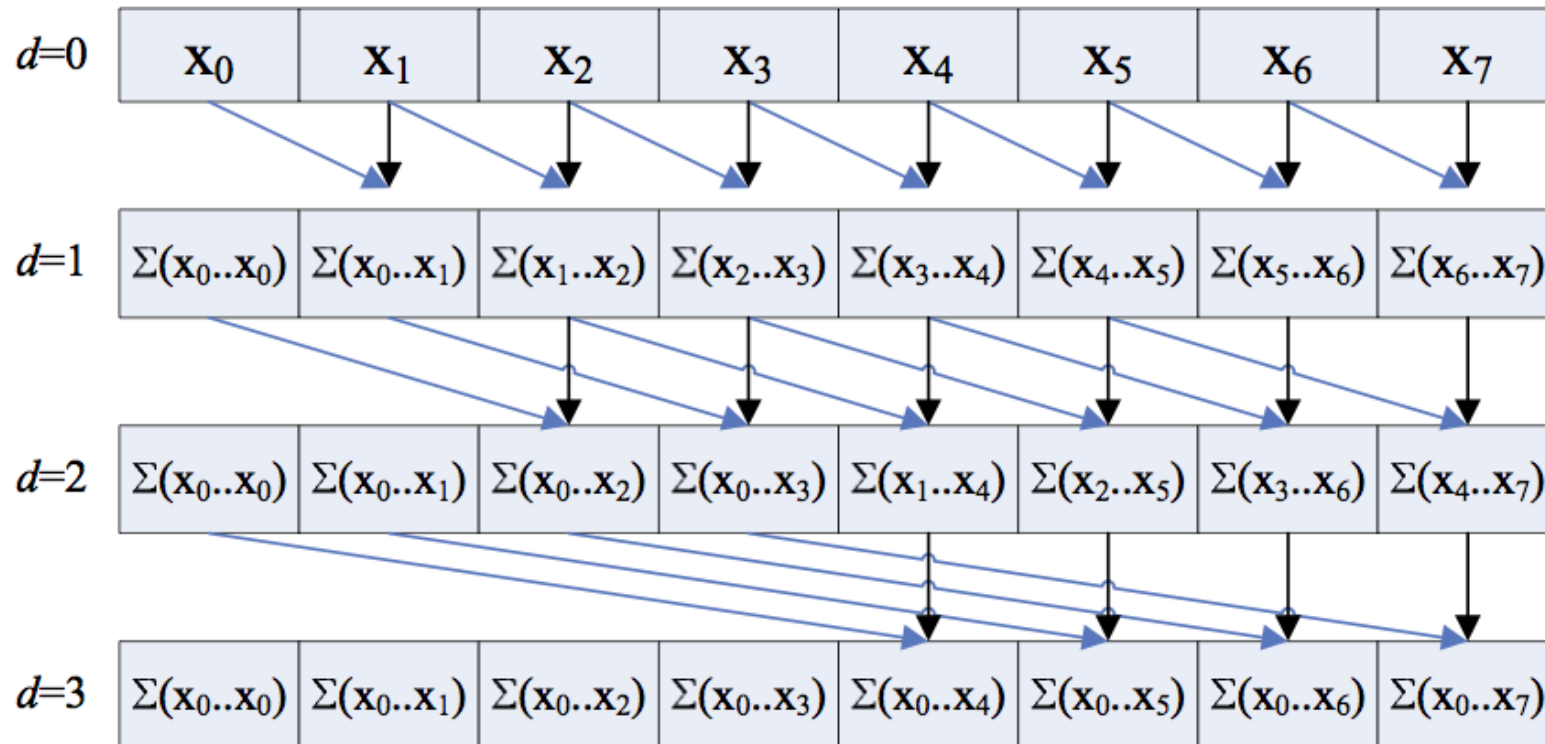 d=0 x₀ x₁ x₂ x₃ x₄ x₅ x₆ x₇
d=1 Σ(x₀..x₀) Σ(x₀..x₁) Σ(x₁..x₂) Σ(x₂..x₃) Σ(x₃..x₄) Σ(x₄..x₅) Σ(x₅..x₆) Σ(x₆..x₇)
d=2 Σ(x₀..x₀) Σ(x₀..x₁) Σ(x₀..x₂) Σ(x₀..x₃) Σ(x₁..x₄) Σ(x₂..x₅) Σ(x₃..x₆) Σ(x₄..x₇)
d=3 Σ(x₀..x₀) Σ(x₀..x₁) Σ(x₀..x₂) Σ(x₀..x₃) Σ(x₀..x₄) Σ(x₀..x₅) Σ(x₀..x₆) Σ(x₀..x₇)